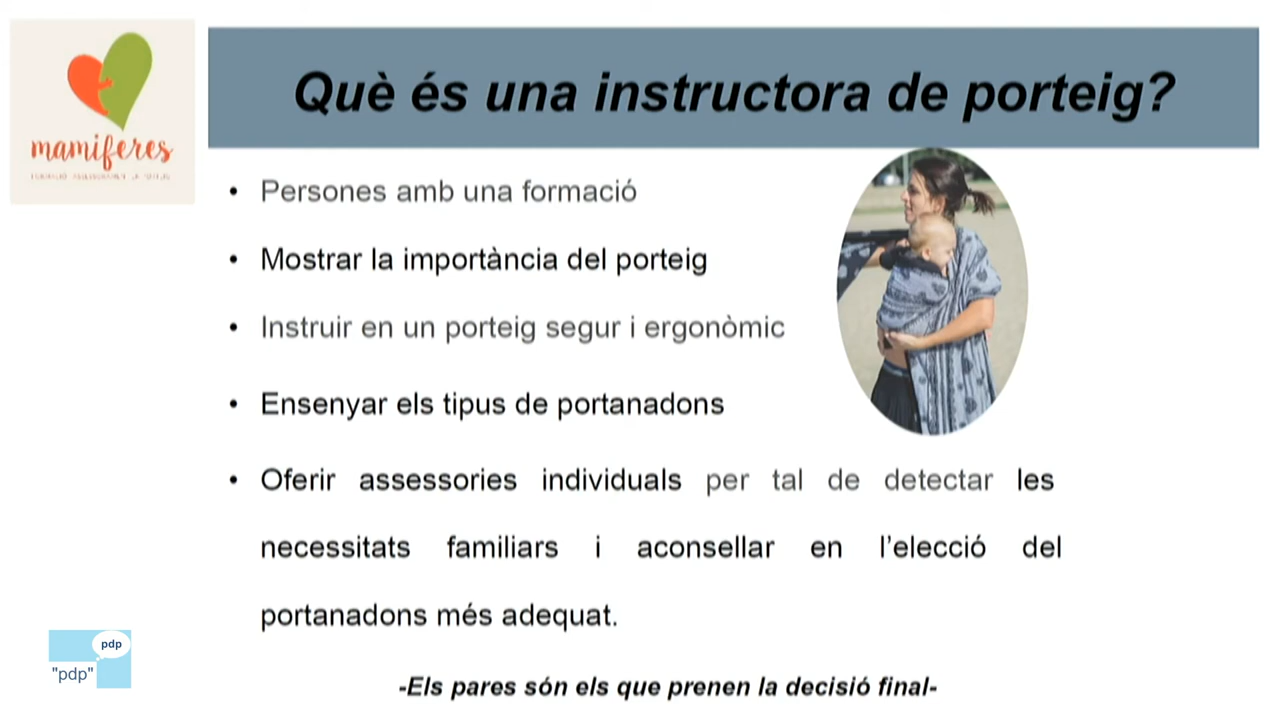 mamiferes
Què és una instructora de porteig?
• Persones amb una formació
• Mostrar la importància del porteig
• Instruir en un porteig segur i ergonòmic
• Ensenyar els tipus de portanadons
• Oferir assessories individuals per tal de detectar les
necessitats familiars i aconsellar en l'elecció del
portanadons més adequat.
pdp
"pdp"
-Els pares són els que prenen la decisió final-